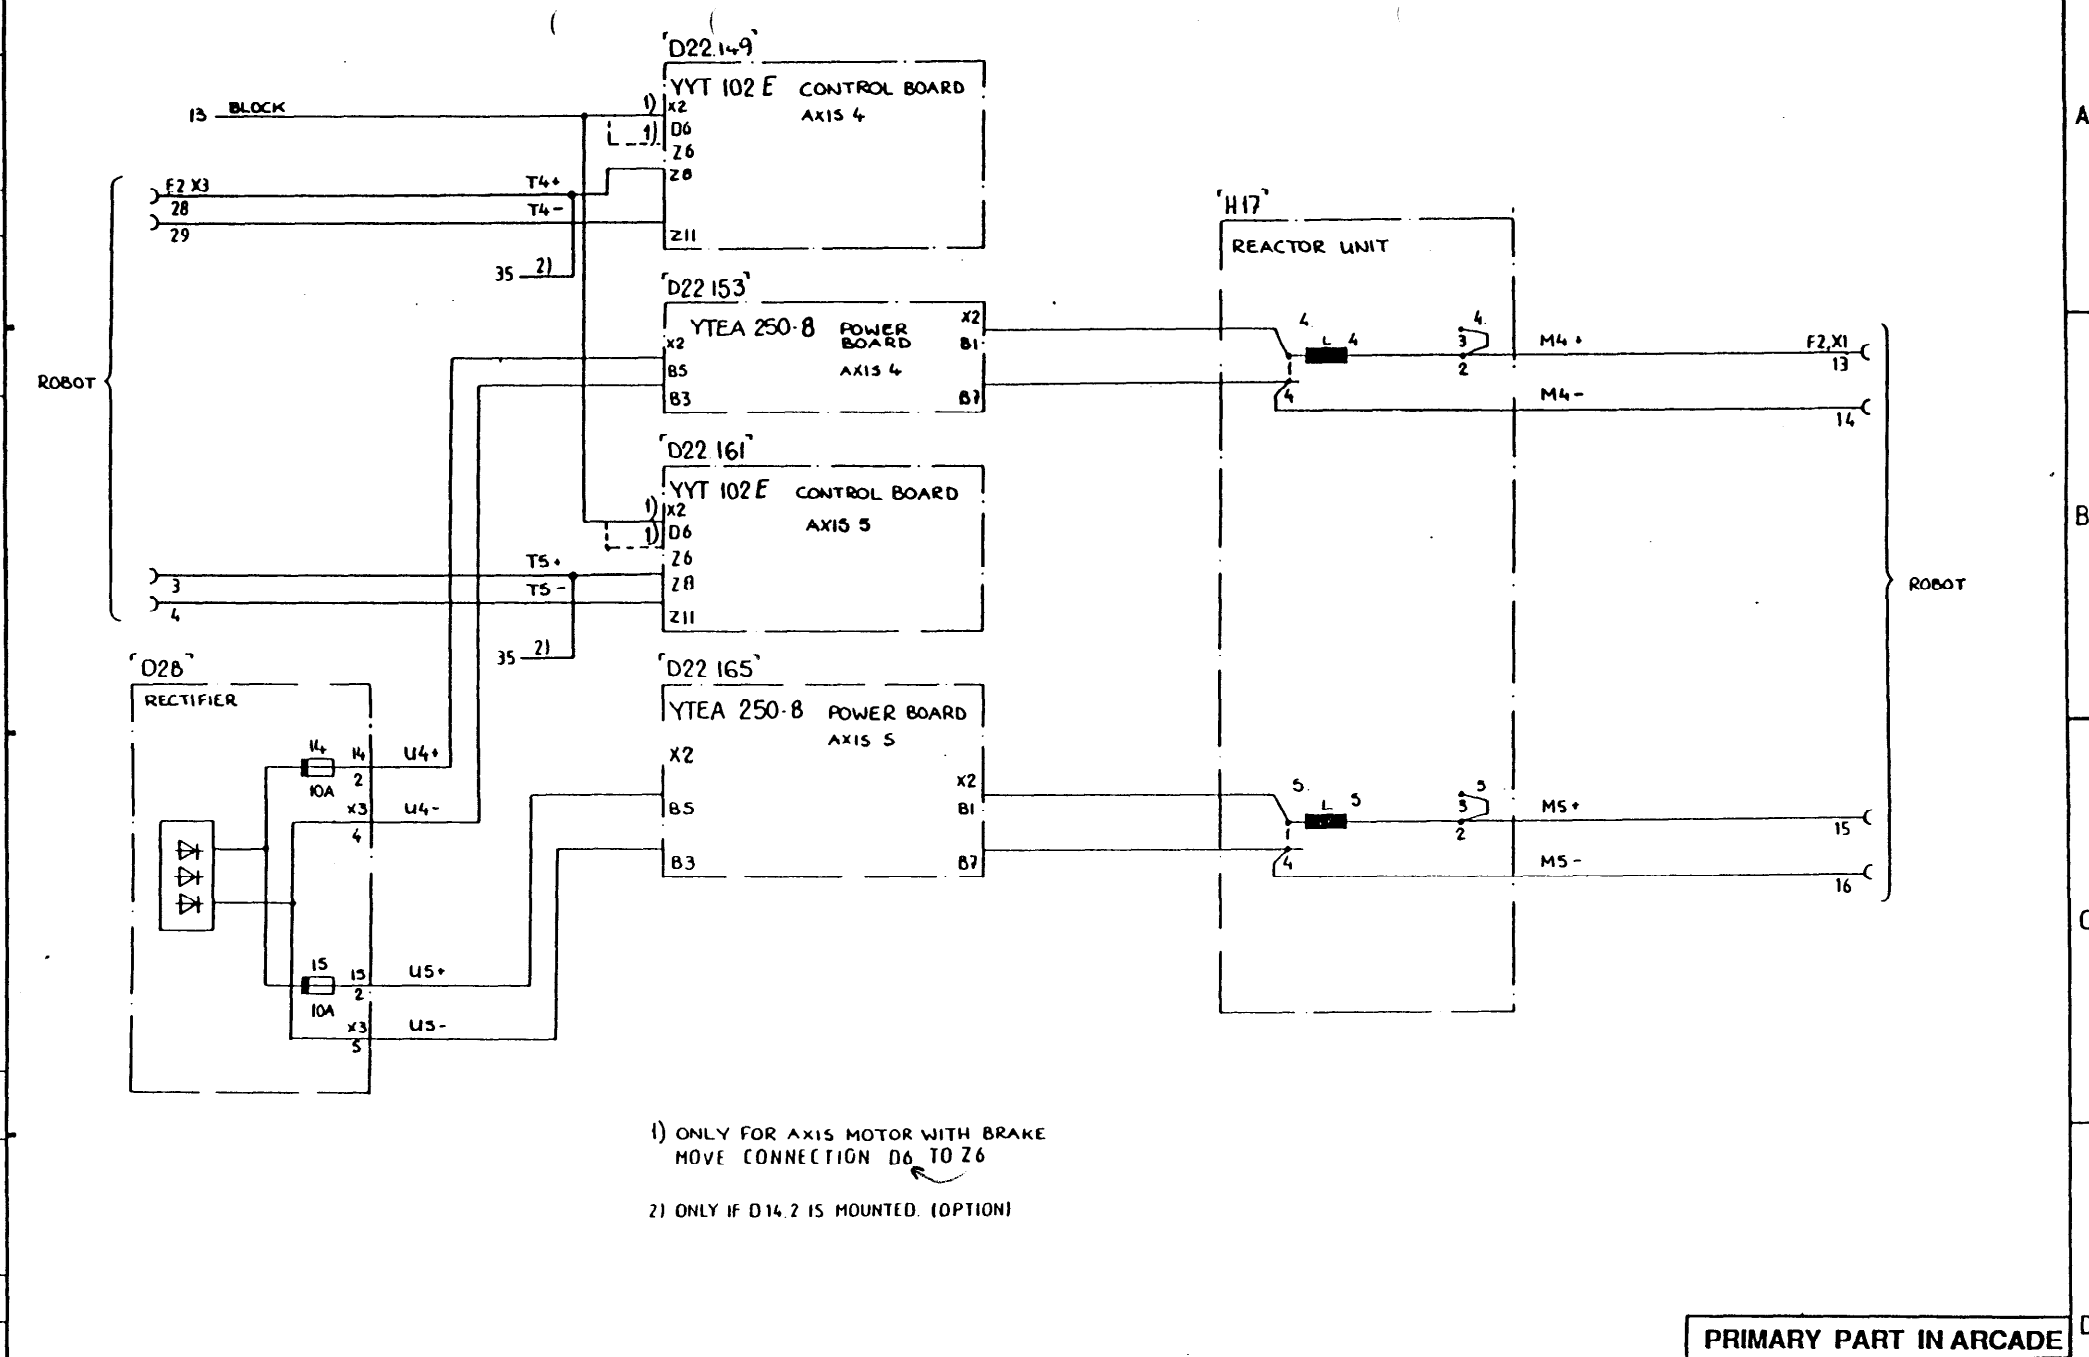 D22.149
YYT 102 E CONTROL BOARD
AXIS 4
13 BLOCK
1) X2
1) D6
Z6
Z8
Z11
F2 X3
28
29
T4+
T4-
35 2)
D22 153
YTEA 250-8 POWER BOARD
AXIS 4
X2
B5
B3
X2
B1
B7
H17
REACTOR UNIT
4
L 4
4
3
2
4
M4+
M4-
F2,X1
13
14
ROBOT
D22.161
YYT 102 E CONTROL BOARD
AXIS 5
1) X2
1) D6
Z6
Z8
Z11
T5+
T5-
3
4
35 2)
ROBOT
D28
RECTIFIER
14
10A
14
2
U4+
X3
4
U4-
15
10A
15
2
U5+
X3
5
U5-
D22 165
YTEA 250-8 POWER BOARD
AXIS 5
X2
B5
B3
X2
B1
B7
5
L 5
5
3
2
4
M5+
M5-
15
16
1) ONLY FOR AXIS MOTOR WITH BRAKE
MOVE CONNECTION D6 TO Z6
2) ONLY IF D14.2 IS MOUNTED. (OPTION)
A
B
C
D
PRIMARY PART IN ARCADE